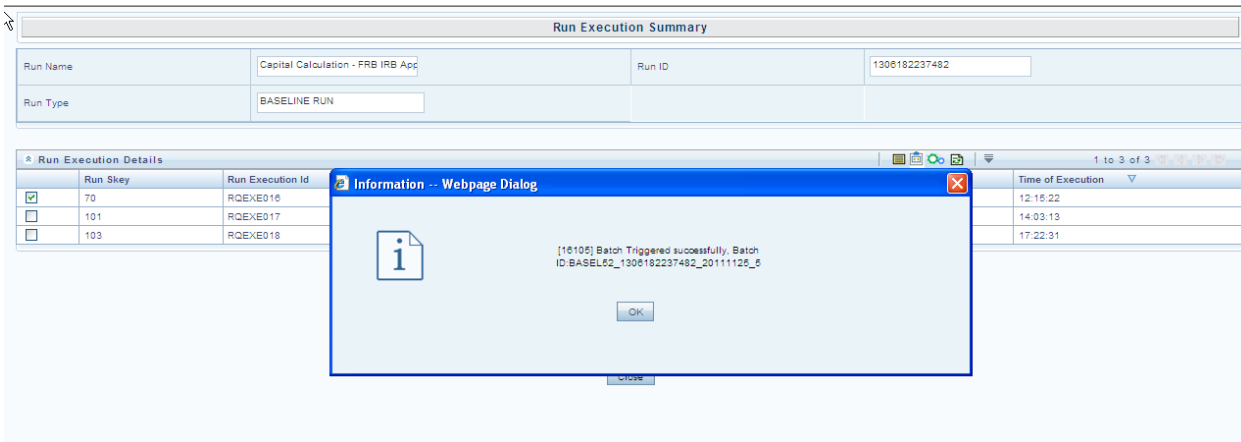 Run Execution Summary
Run Name Capital Calculation - FRB IRB App Run ID 1306182237482
Run Type BASELINE RUN
Run Execution Details 1 to 3 of 3
Run Skey Run Execution Id Time of Execution
70 RQEXE016 12:15:22
101 RQEXE017 14:03:13
103 RQEXE018 17:22:31
Information -- Webpage Dialog
[16105] Batch Triggered successfully, Batch
ID:BASEL52_1306182237482_20111125_5
OK
Close